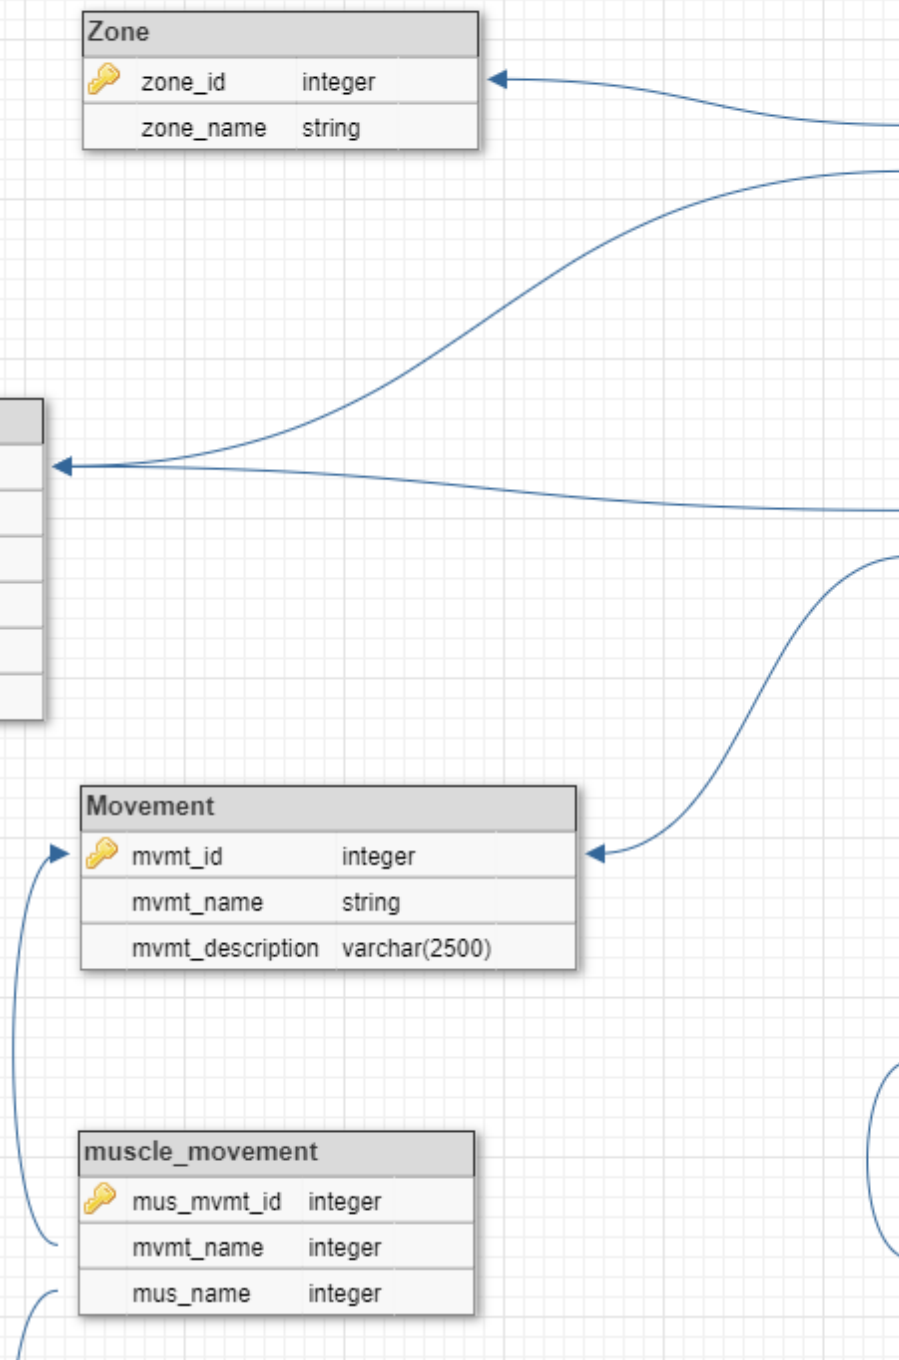 Zone
zone_id integer
zone_name string
Movement
mvmt_id integer
mvmt_name string
mvmt_description varchar(2500)
muscle_movement
mus_mvmt_id integer
mvmt_name integer
mus_name integer